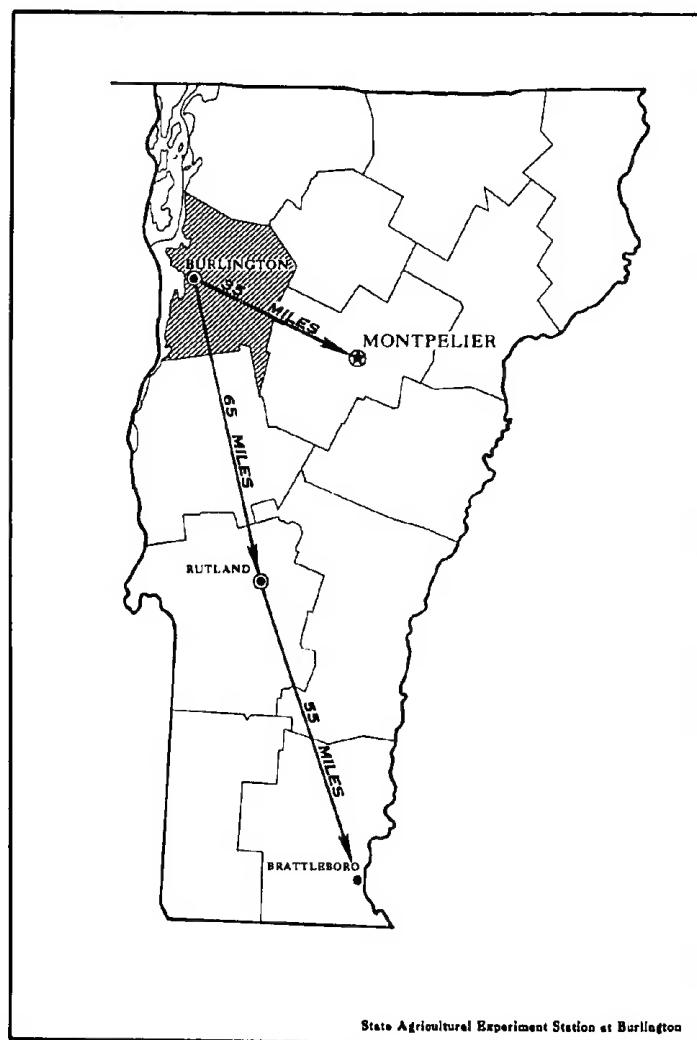 BURLINGTON
35 MILES
MONTPELIER
65 MILES
RUTLAND
55 MILES
BRATTLEBORO
State Agricultural Experiment Station at Burlington